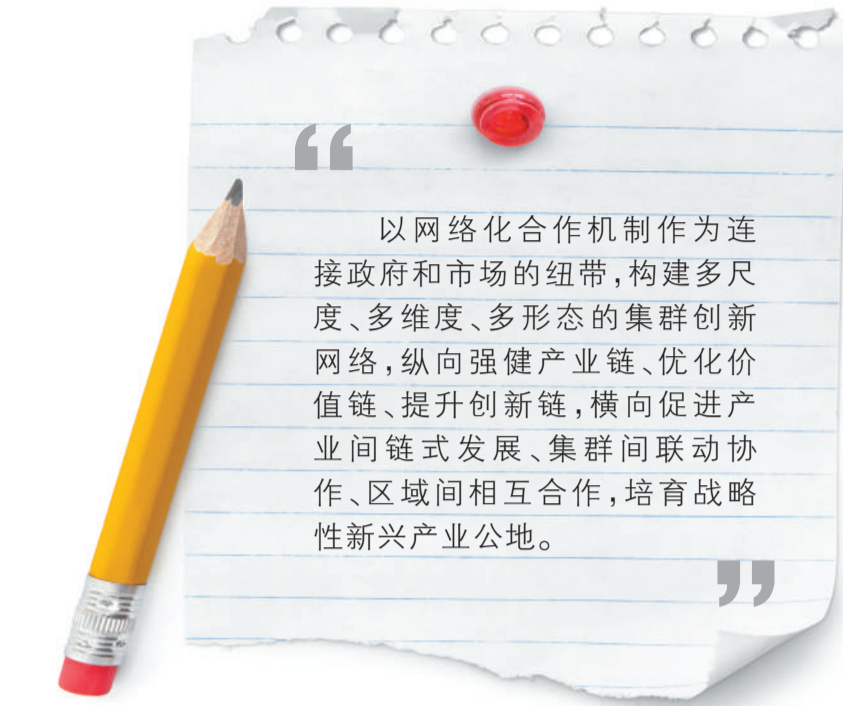 “
以网络化合作机制作为连
接政府和市场的纽带,构建多尺
度、多维度、多形态的集群创新
网络,纵向强健产业链、优化价
值链、提升创新链,横向促进产
业间链式发展、集群间联动协
作、区域间相互合作,培育战略
性新兴产业公地。
”